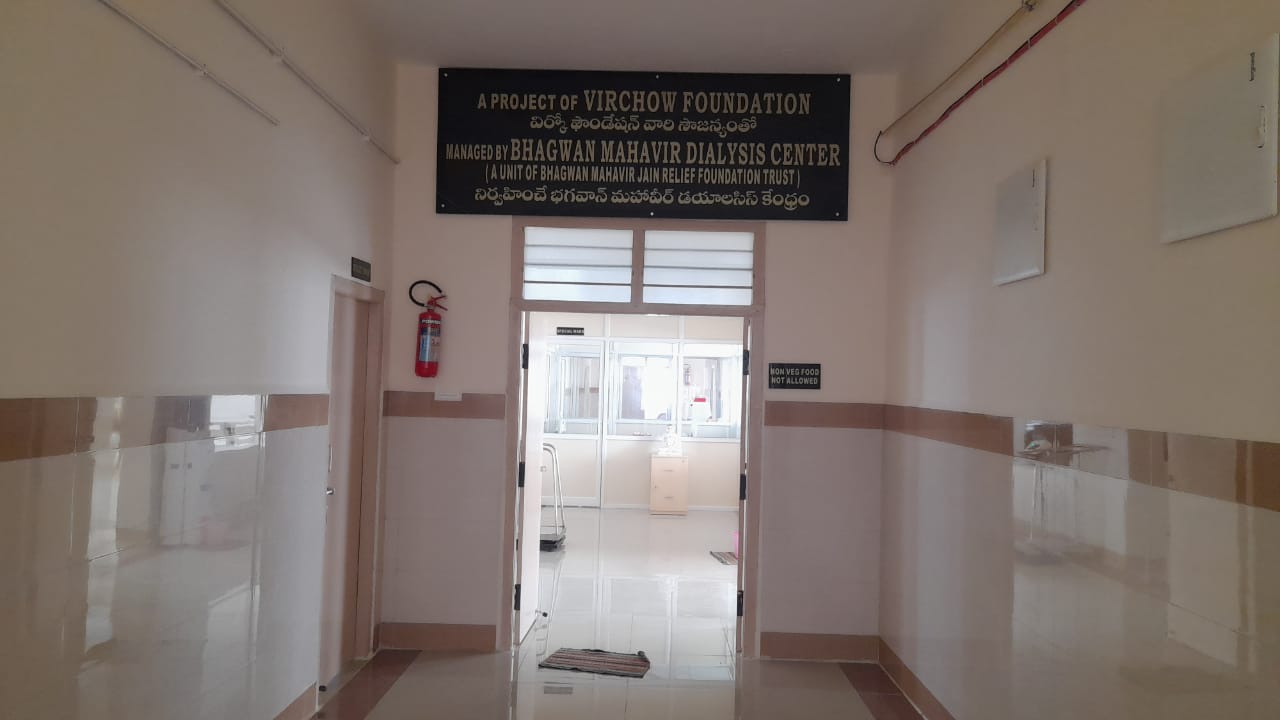 A PROJECT OF VIRCHOW FOUNDATION
విర్కో ఫౌండేషన్ వారి సౌజన్యంతో
MANAGED BY BHAGWAN MAHAVIR DIALYSIS CENTER
( A UNIT OF BHAGWAN MAHAVIR JAIN RELIEF FOUNDATION TRUST )
నిర్వహించే భగవాన్ మహావీర్ డయాలసిస్ కేంద్రం
NON VEG FOOD
NOT ALLOWED